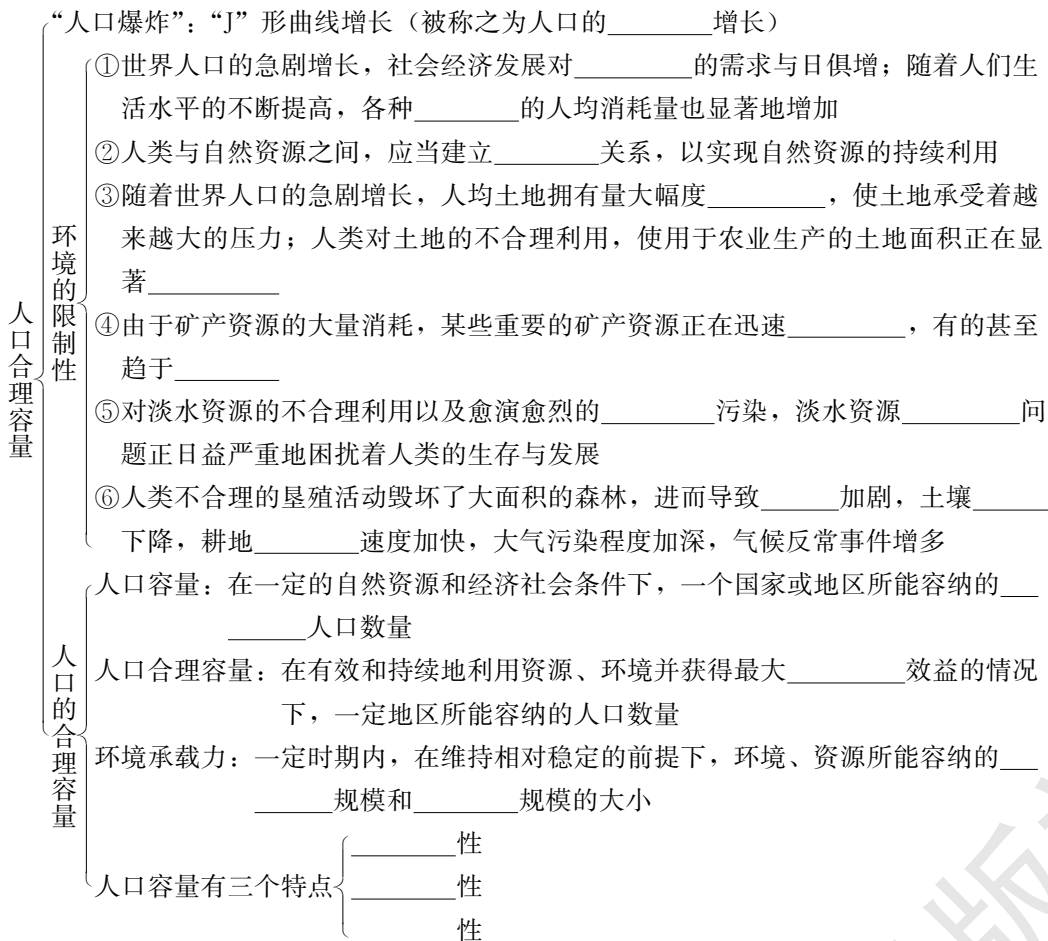 “人口爆炸”：“J”形曲线增长（被称之为人口的________增长）
①世界人口的急剧增长，社会经济发展对_________的需求与日俱增；随着人们生
活水平的不断提高，各种________的人均消耗量也显著地增加
②人类与自然资源之间，应当建立________关系，以实现自然资源的持续利用
③随着世界人口的急剧增长，人均土地拥有量大幅度_________，使土地承受着越
来越大的压力；人类对土地的不合理利用，使用于农业生产的土地面积正在显
著__________
④由于矿产资源的大量消耗，某些重要的矿产资源正在迅速_________，有的甚至
趋于________
⑤对淡水资源的不合理利用以及愈演愈烈的_________污染，淡水资源_________问
题正日益严重地困扰着人类的生存与发展
⑥人类不合理的垦殖活动毁坏了大面积的森林，进而导致______加剧，土壤______
下降，耕地________速度加快，大气污染程度加深，气候反常事件增多
环境的限制性
人口合理容量
人口容量：在一定的自然资源和经济社会条件下，一个国家或地区所能容纳的___
______人口数量
人口合理容量：在有效和持续地利用资源、环境并获得最大_________效益的情况
下，一定地区所能容纳的人口数量
环境承载力：一定时期内，在维持相对稳定的前提下，环境、资源所能容纳的___
______规模和________规模的大小
人口容量有三个特点
________性
________性
________性
人口的合理容量
版